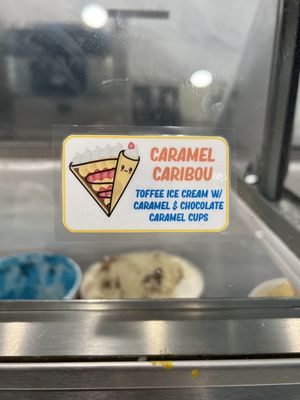 CARAMEL
CARIBOU
TOFFEE ICE CREAM W/
CARAMEL & CHOCOLATE
CARAMEL CUPS